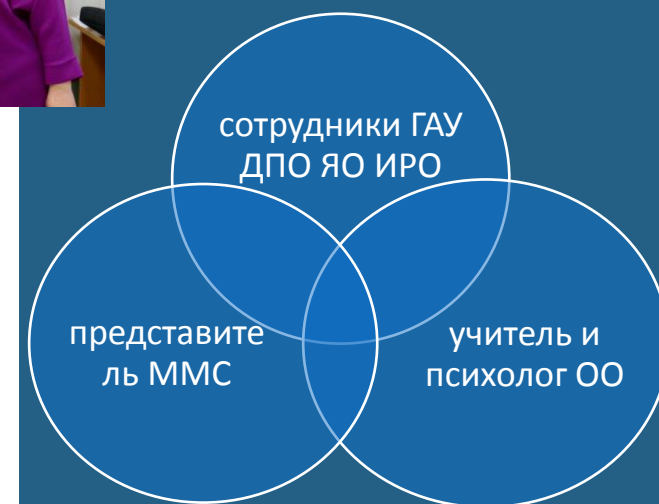 сотрудники ГАУ
ДПО ЯО ИРО
представите
ль ММС
учитель и
психолог ОО